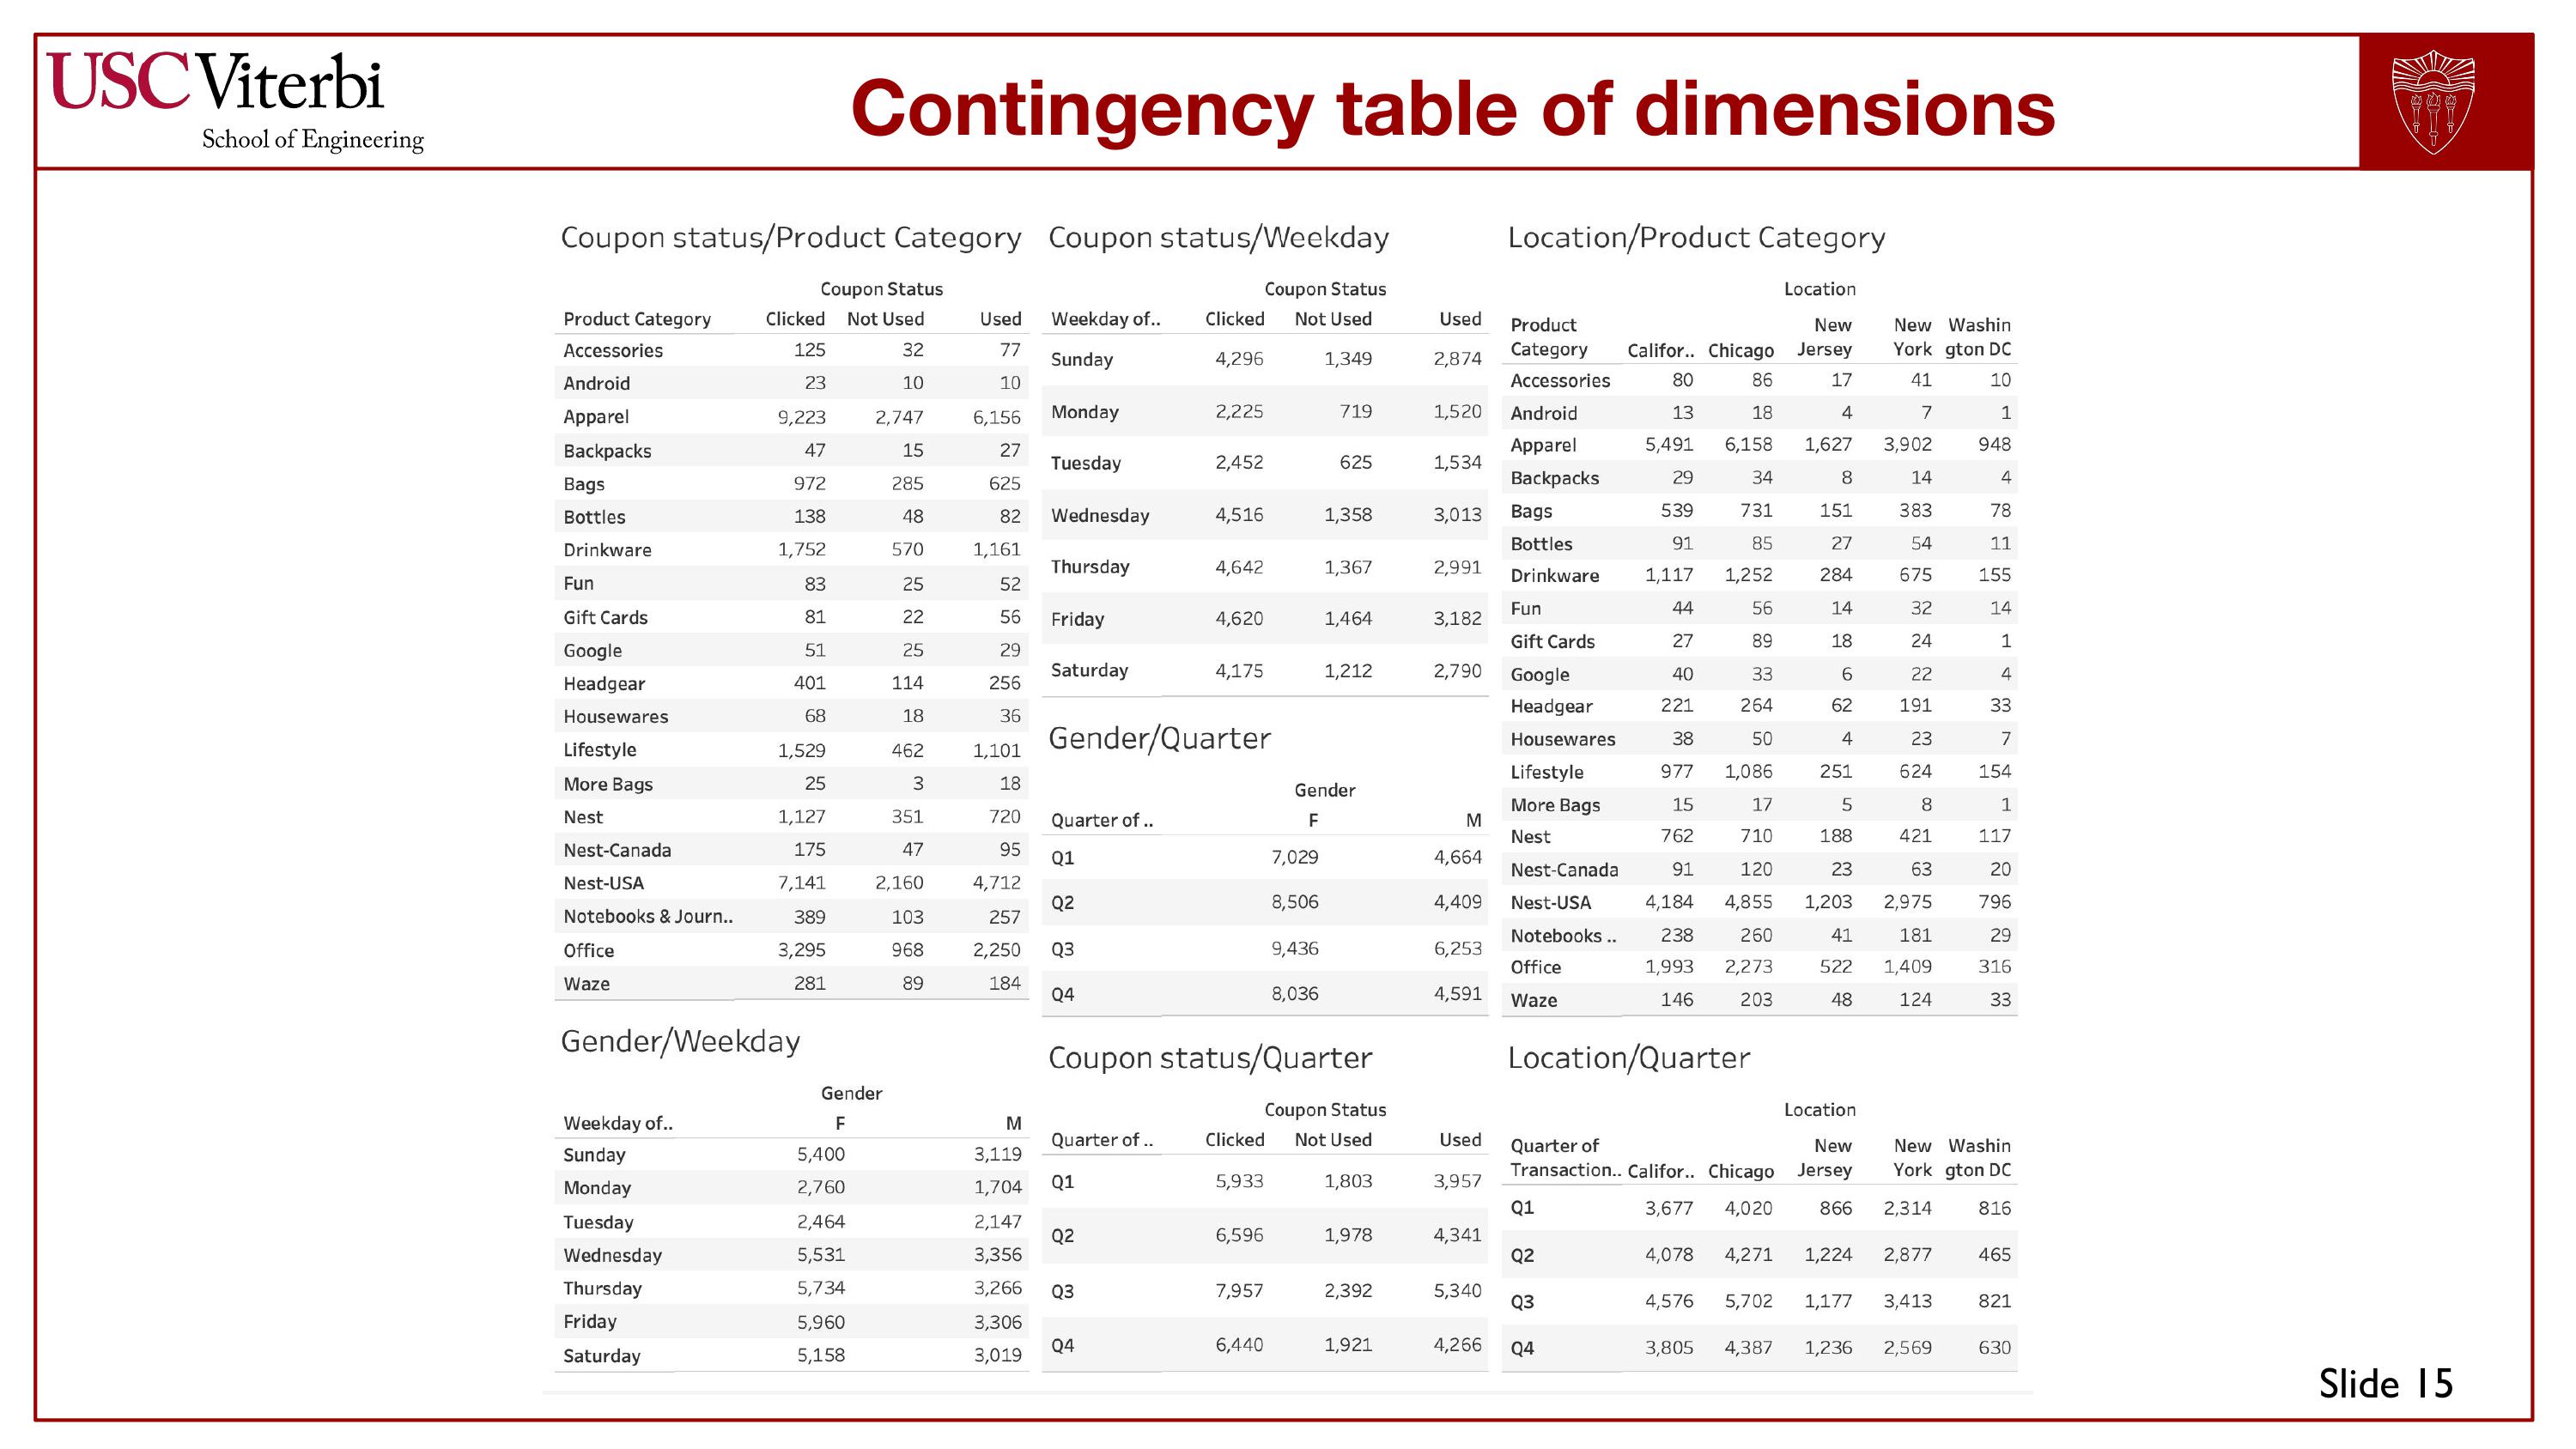 USC Viterbi
School of Engineering
Contingency table of dimensions
Coupon status/Product Category
Coupon Status
Product Category Clicked Not Used Used
Accessories 125 32 77
Android 23 10 10
Apparel 9,223 2,747 6,156
Backpacks 47 15 27
Bags 972 285 625
Bottles 138 48 82
Drinkware 1,752 570 1,161
Fun 83 25 52
Gift Cards 81 22 56
Google 51 25 29
Headgear 401 114 256
Housewares 68 18 36
Lifestyle 1,529 462 1,101
More Bags 25 3 18
Nest 1,127 351 720
Nest-Canada 175 47 95
Nest-USA 7,141 2,160 4,712
Notebooks & Journ.. 389 103 257
Office 3,295 968 2,250
Waze 281 89 184
Gender/Weekday
Gender
Weekday of.. F M
Sunday 5,400 3,119
Monday 2,760 1,704
Tuesday 2,464 2,147
Wednesday 5,531 3,356
Thursday 5,734 3,266
Friday 5,960 3,306
Saturday 5,158 3,019
Coupon status/Weekday
Coupon Status
Weekday of.. Clicked Not Used Used
Sunday 4,296 1,349 2,874
Monday 2,225 719 1,520
Tuesday 2,452 625 1,534
Wednesday 4,516 1,358 3,013
Thursday 4,642 1,367 2,991
Friday 4,620 1,464 3,182
Saturday 4,175 1,212 2,790
Gender/Quarter
Gender
Quarter of .. F M
Q1 7,029 4,664
Q2 8,506 4,409
Q3 9,436 6,253
Q4 8,036 4,591
Coupon status/Quarter
Coupon Status
Quarter of .. Clicked Not Used Used
Q1 5,933 1,803 3,957
Q2 6,596 1,978 4,341
Q3 7,957 2,392 5,340
Q4 6,440 1,921 4,266
Location/Product Category
Location
Product New New Washin
Category Califor.. Chicago Jersey York gton DC
Accessories 80 86 17 41 10
Android 13 18 4 7 1
Apparel 5,491 6,158 1,627 3,902 948
Backpacks 29 34 8 14 4
Bags 539 731 151 383 78
Bottles 91 85 27 54 11
Drinkware 1,117 1,252 284 675 155
Fun 44 56 14 32 14
Gift Cards 27 89 18 24 1
Google 40 33 6 22 4
Headgear 221 264 62 191 33
Housewares 38 50 4 23 7
Lifestyle 977 1,086 251 624 154
More Bags 15 17 5 8 1
Nest 762 710 188 421 117
Nest-Canada 91 120 23 63 20
Nest-USA 4,184 4,855 1,203 2,975 796
Notebooks .. 238 260 41 181 29
Office 1,993 2,273 522 1,409 316
Waze 146 203 48 124 33
Location/Quarter
Location
Quarter of New New Washin
Transaction.. Califor.. Chicago Jersey York gton DC
Q1 3,677 4,020 866 2,314 816
Q2 4,078 4,271 1,224 2,877 465
Q3 4,576 5,702 1,177 3,413 821
Q4 3,805 4,387 1,236 2,569 630
Slide 15